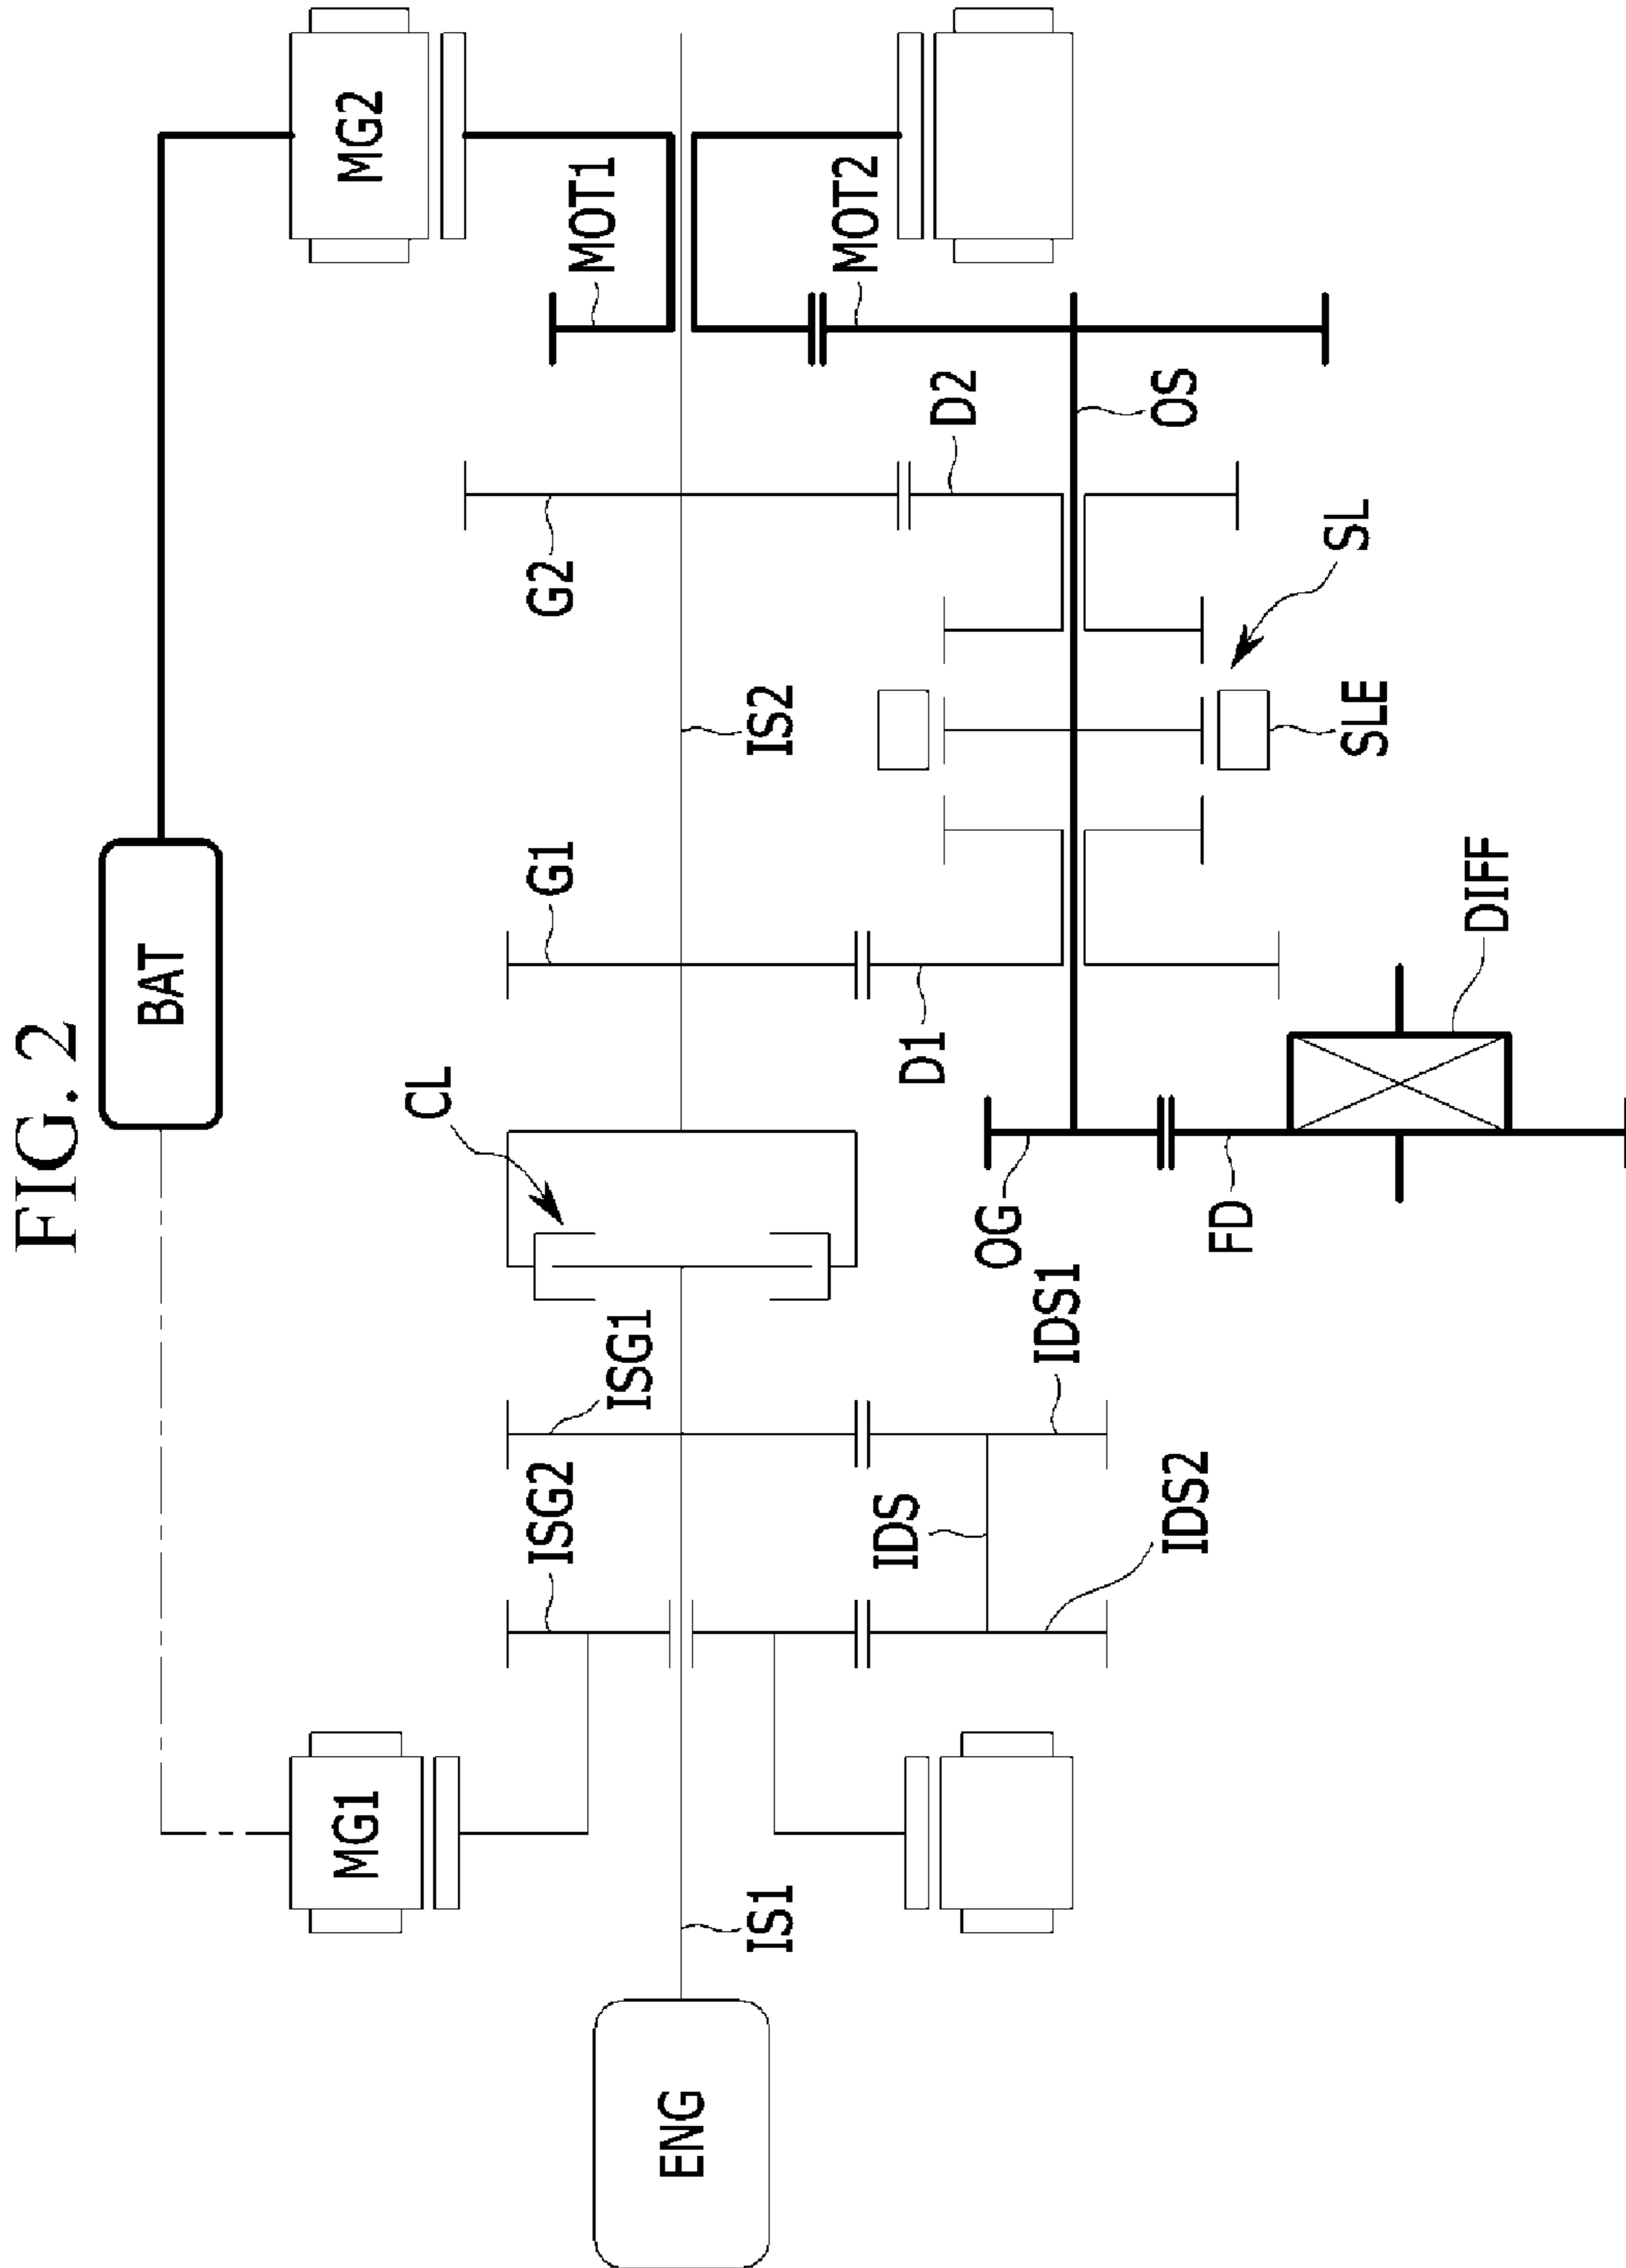 FIG. 2
BAT
MG1
MG2
ISG2
ISG1
CL
G1
G2
MOT1
ENG
IS1
IS2
MOT2
IDS
D1
D2
OG
IDS1
OS
IDS2
FD
SLE
SL
DIFF